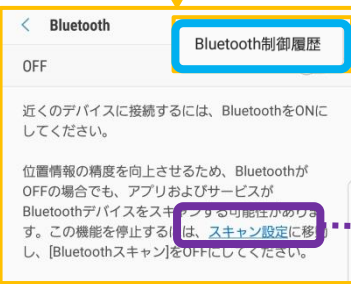 Bluetooth
Bluetooth制御履歴
OFF
近くのデバイスに接続するには、BluetoothをONに
してください。
位置情報の精度を向上させるため、Bluetoothが
OFFの場合でも、アプリおよびサービスが
Bluetoothデバイスをスキャンする可能性がありま
す。この機能を停止するには、スキャン設定に移動
し、[Bluetoothスキャン]をOFFにしてください。